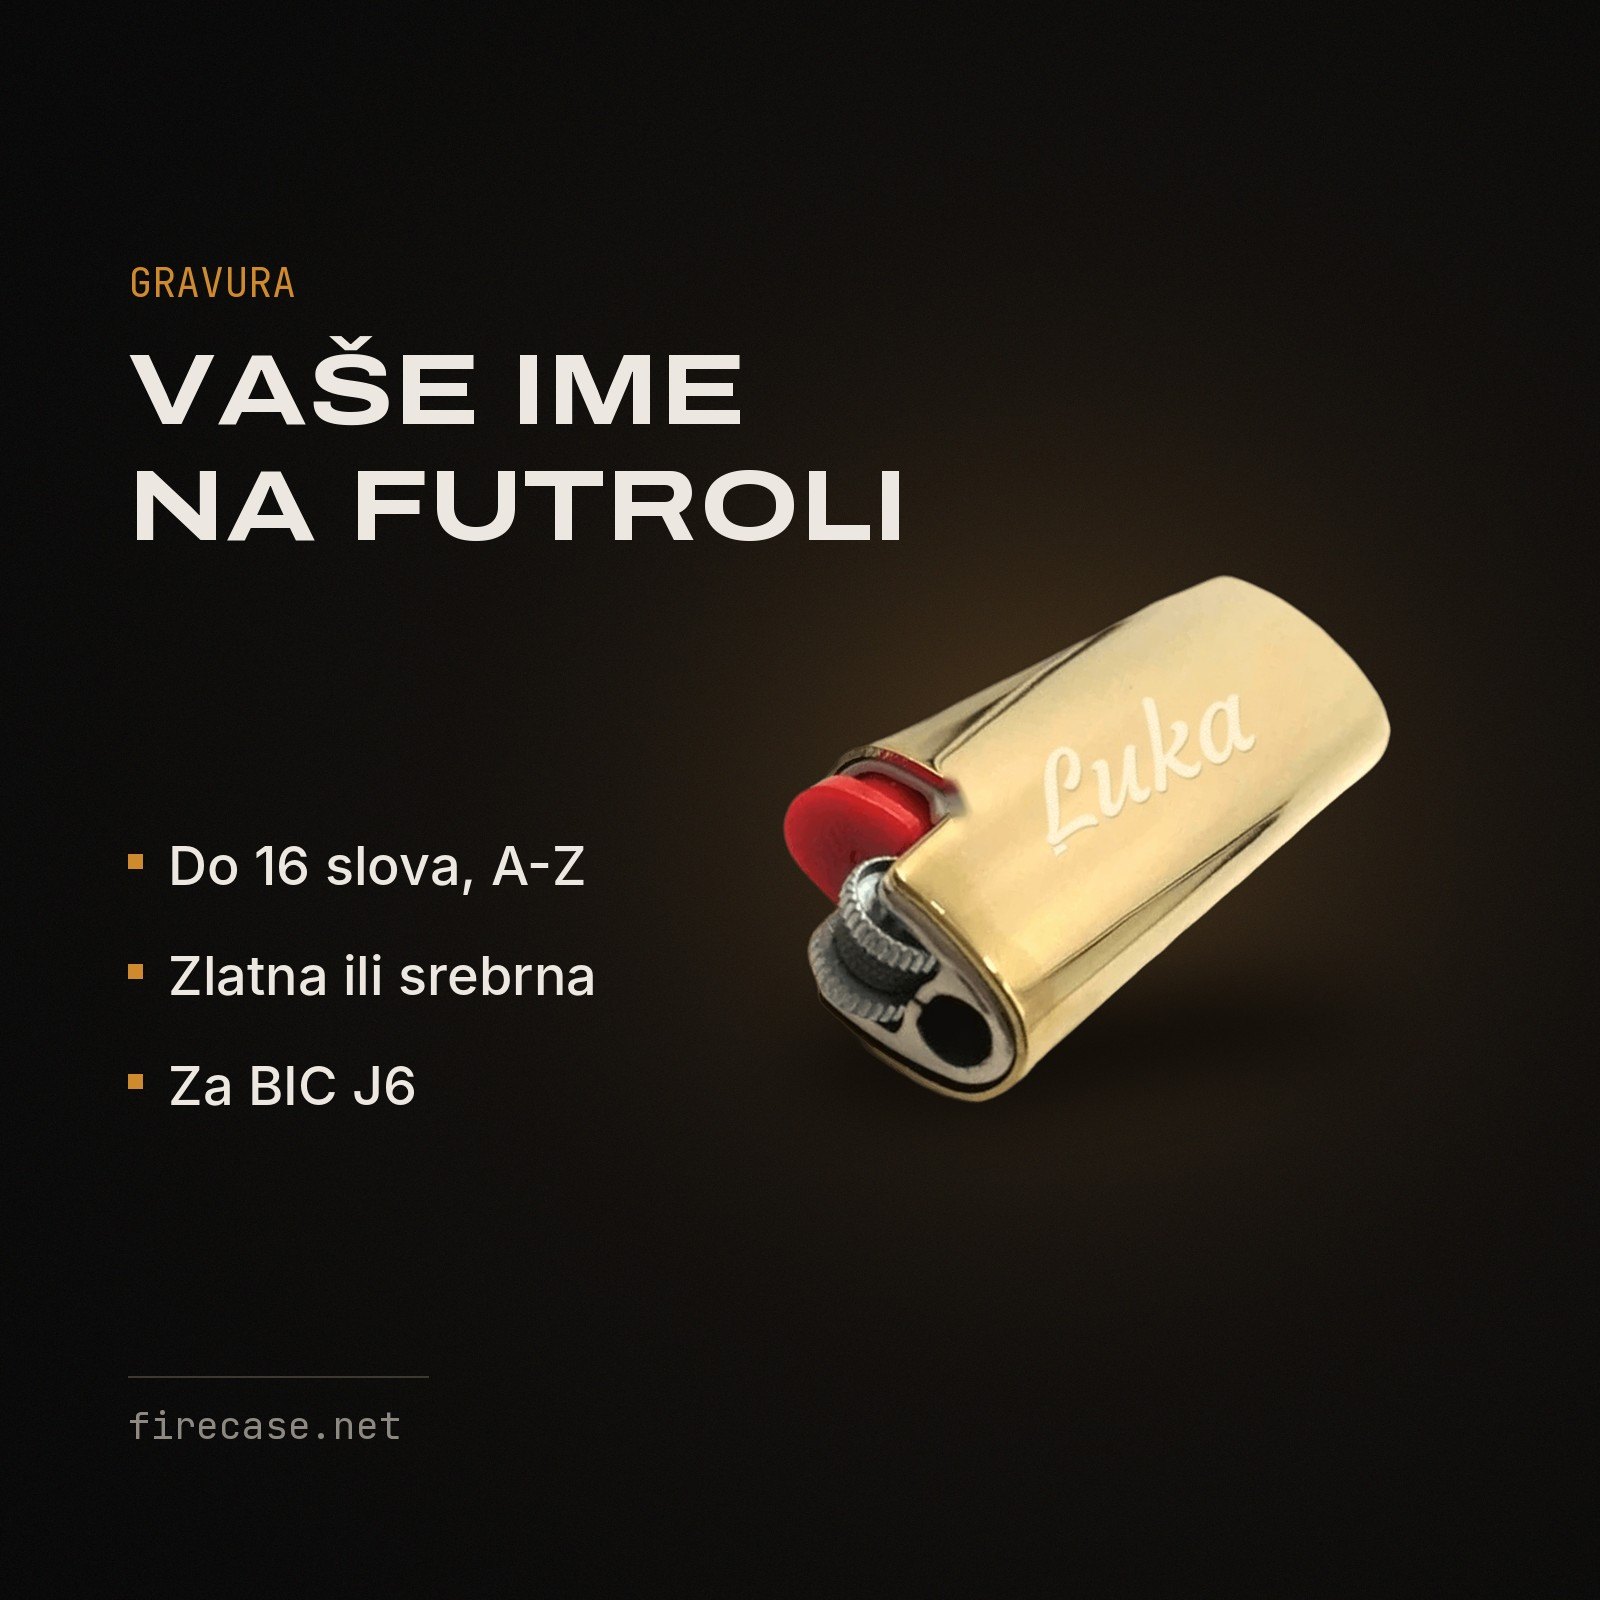 GRAVURA
VAŠE IME
NA FUTROLI
Luka
Do 16 slova, A-Z
Zlatna ili srebrna
Za BIC J6
firecase.net